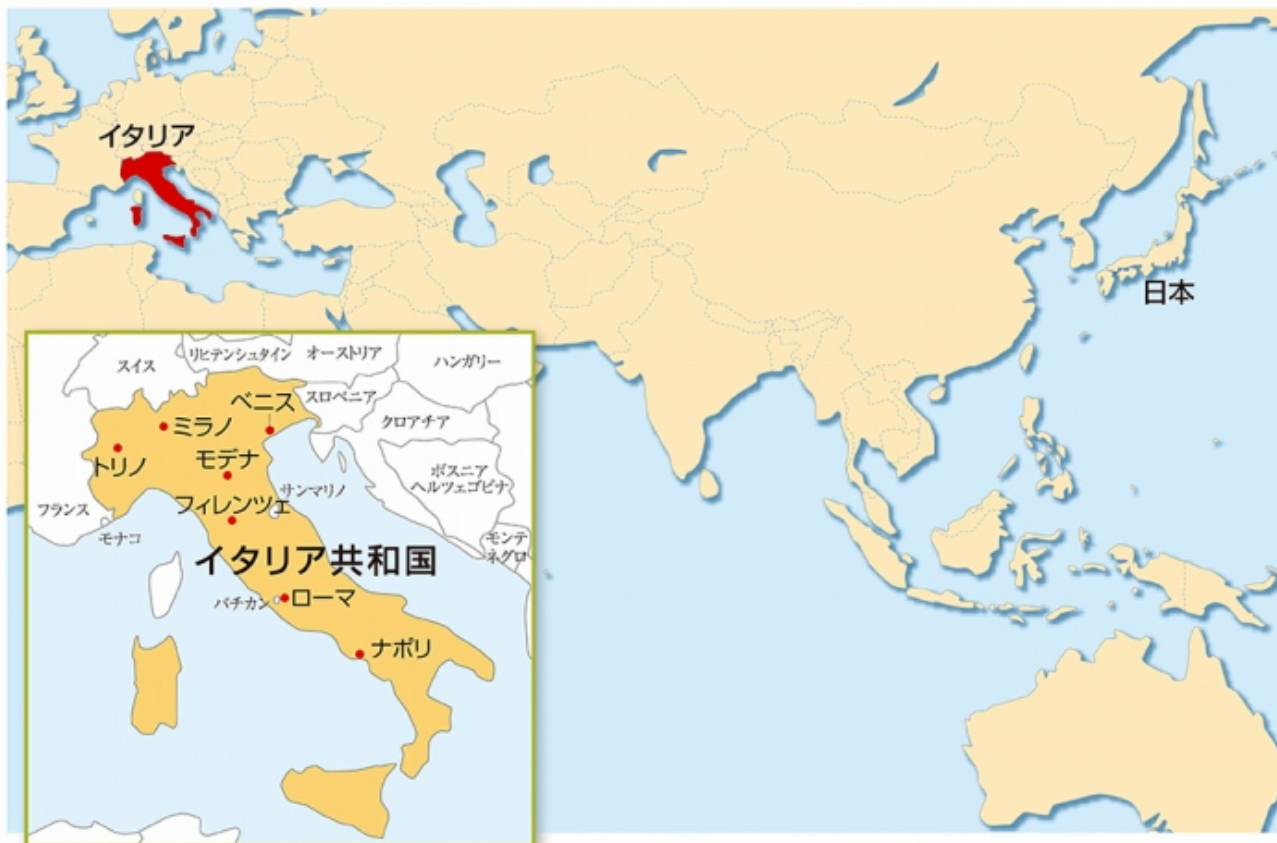 イタリア
日本
スイス
リヒテンシュタイン
オーストリア
ハンガリー
スロベニア
ベニス
ミラノ
クロアチア
トリノ
モデナ
ボスニア
ヘルツェゴビナ
サンマリノ
フランス
フィレンツェ
モナコ
モンテ
ネグロ
イタリア共和国
バチカン
ローマ
ナポリ